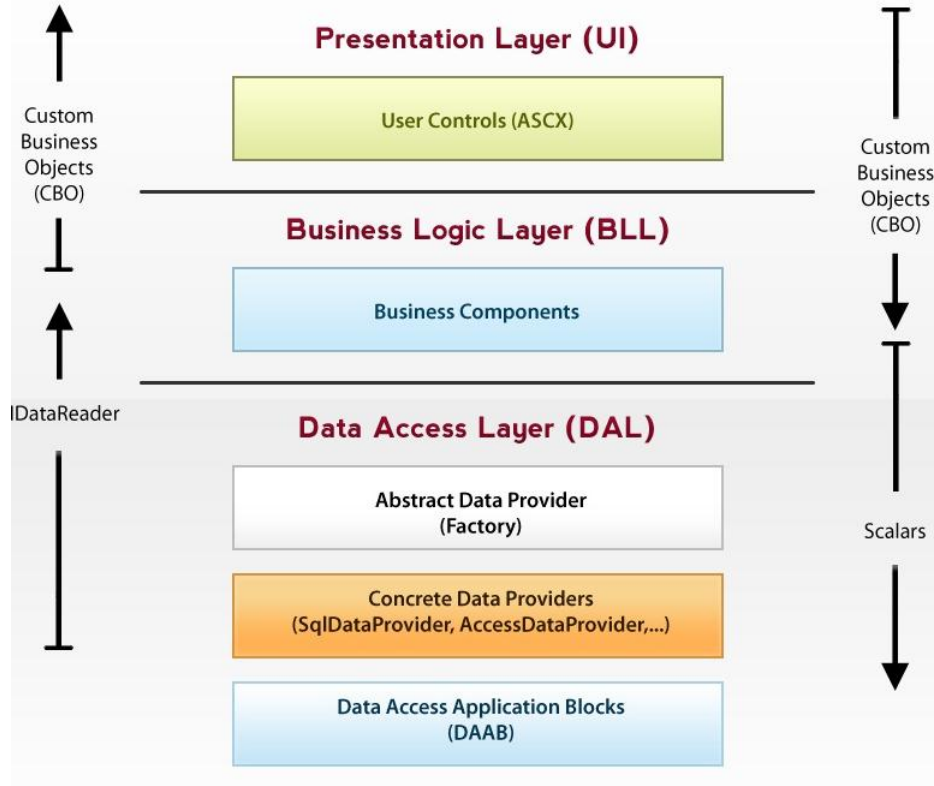 Presentation Layer (UI)
User Controls (ASCX)
Custom
Business
Objects
(CBO)
Custom
Business
Objects
(CBO)
Business Logic Layer (BLL)
Business Components
IDataReader
Data Access Layer (DAL)
Abstract Data Provider
(Factory)
Scalars
Concrete Data Providers
(SqlDataProvider, AccessDataProvider,...)
Data Access Application Blocks
(DAAB)